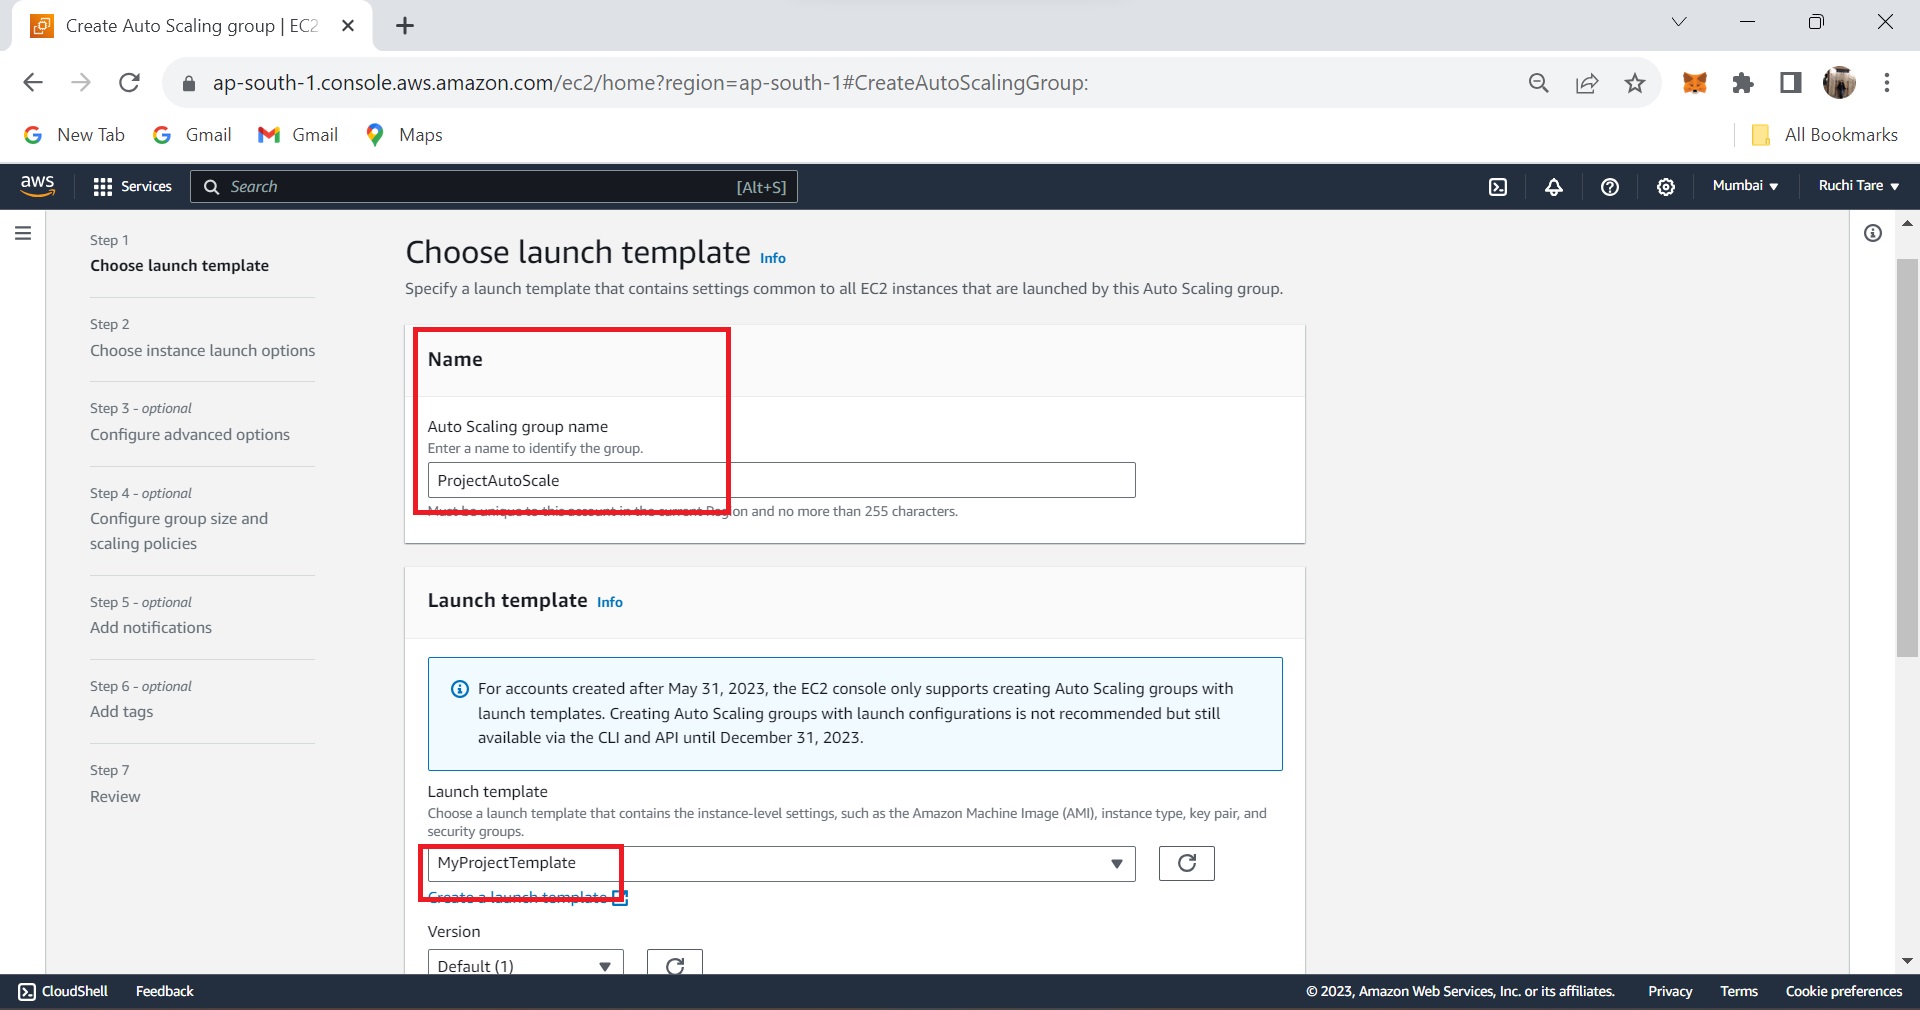 Create Auto Scaling group | EC2
ap-south-1.console.aws.amazon.com/ec2/home?region=ap-south-1#CreateAutoScalingGroup:
New Tab
Gmail
Gmail
Maps
All Bookmarks
aws
Services
Search
[Alt+S]
Mumbai
Ruchi Tare
Step 1
Choose launch template
Step 2
Choose instance launch options
Step 3 - optional
Configure advanced options
Step 4 - optional
Configure group size and
scaling policies
Step 5 - optional
Add notifications
Step 6 - optional
Add tags
Step 7
Review
Choose launch template Info
Specify a launch template that contains settings common to all EC2 instances that are launched by this Auto Scaling group.
Name
Auto Scaling group name
Enter a name to identify the group.
ProjectAutoScale
Must be unique to this account in the current Region and no more than 255 characters.
Launch template Info
For accounts created after May 31, 2023, the EC2 console only supports creating Auto Scaling groups with
launch templates. Creating Auto Scaling groups with launch configurations is not recommended but still
available via the CLI and API until December 31, 2023.
Launch template
Choose a launch template that contains the instance-level settings, such as the Amazon Machine Image (AMI), instance type, key pair, and
security groups.
MyProjectTemplate
Create a launch template
Version
Default (1)
CloudShell
Feedback
© 2023, Amazon Web Services, Inc. or its affiliates.
Privacy
Terms
Cookie preferences